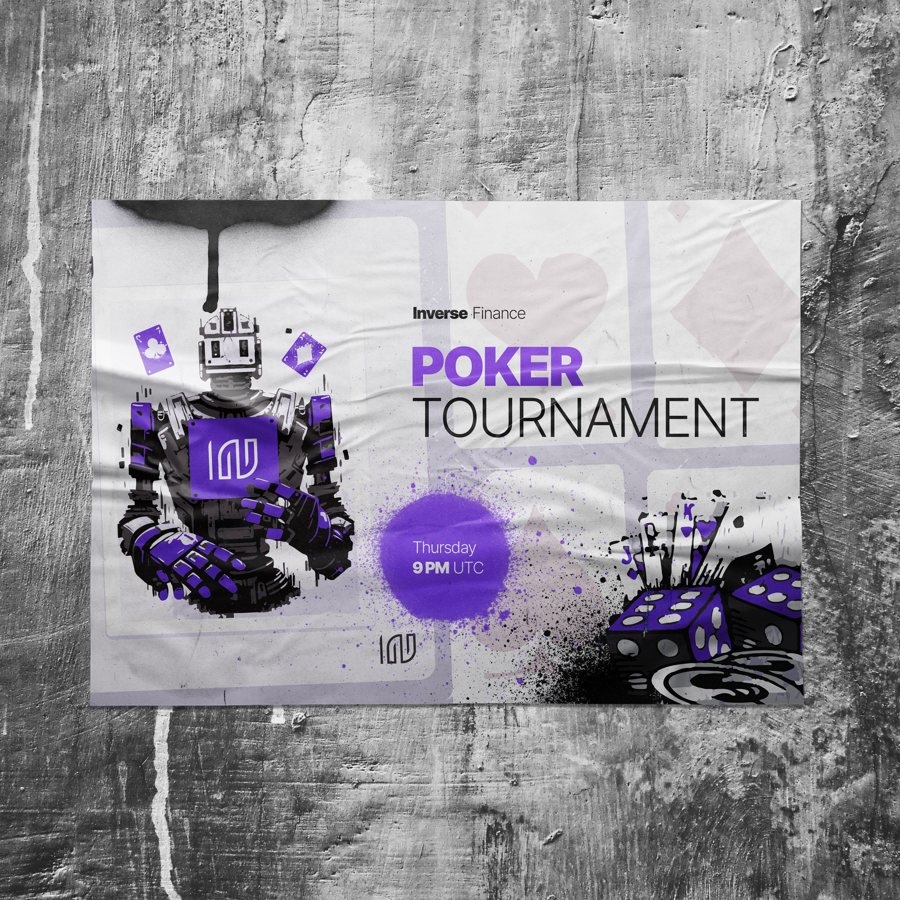 Inverse Finance
POKER
TOURNAMENT
Thursday
9 PM UTC
J Q K